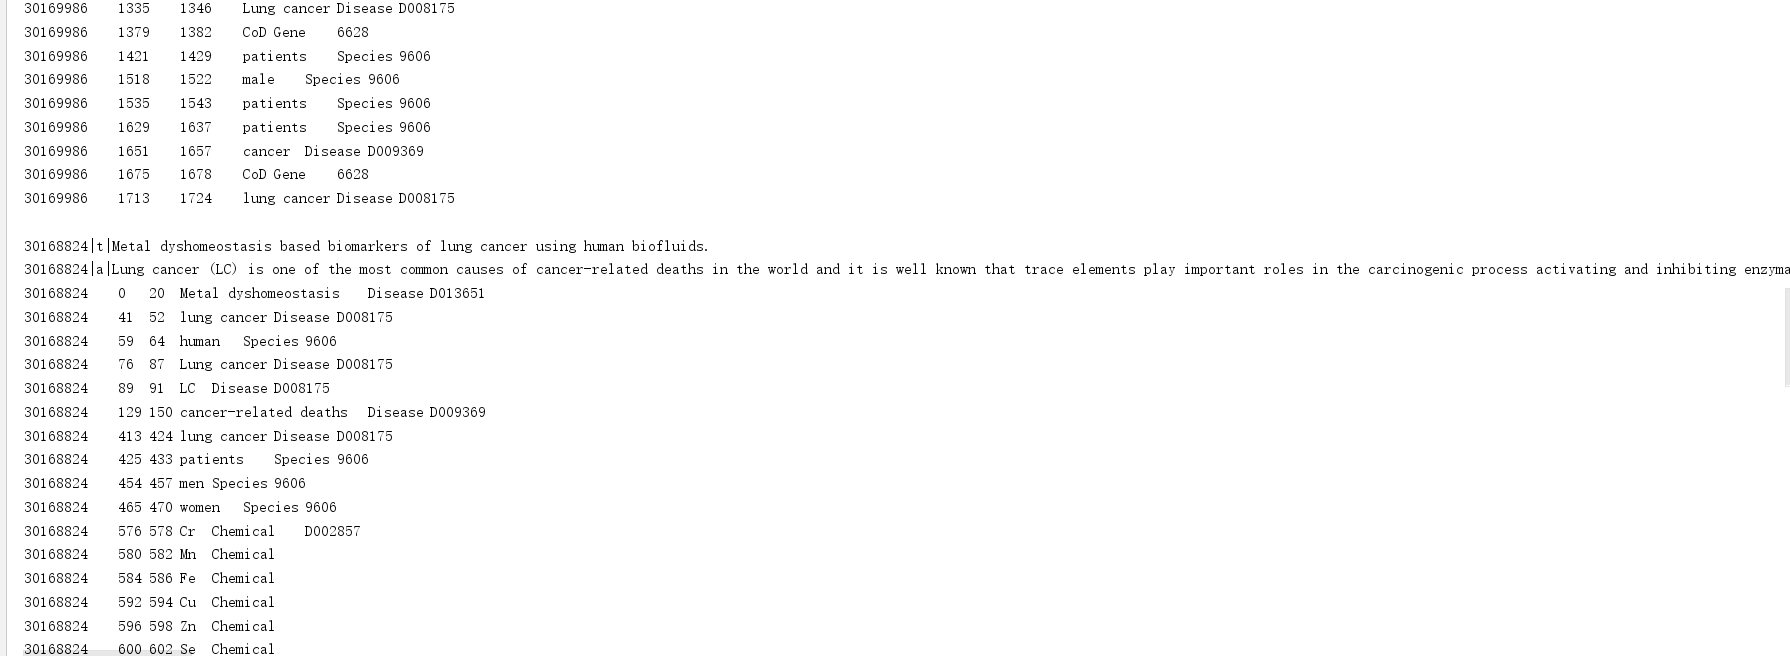 30169986 1335 1346 Lung cancer Disease D008175
30169986 1379 1382 CoD Gene 6628
30169986 1421 1429 patients Species 9606
30169986 1518 1522 male Species 9606
30169986 1535 1543 patients Species 9606
30169986 1629 1637 patients Species 9606
30169986 1651 1657 cancer Disease D009369
30169986 1675 1678 CoD Gene 6628
30169986 1713 1724 lung cancer Disease D008175
30168824|t|Metal dyshomeostasis based biomarkers of lung cancer using human biofluids.
30168824|a|Lung cancer (LC) is one of the most common causes of cancer-related deaths in the world and it is well known that trace elements play important roles in the carcinogenic process activating and inhibiting enzyma
30168824 0 20 Metal dyshomeostasis Disease D013651
30168824 41 52 lung cancer Disease D008175
30168824 59 64 human Species 9606
30168824 76 87 Lung cancer Disease D008175
30168824 89 91 LC Disease D008175
30168824 129 150 cancer-related deaths Disease D009369
30168824 413 424 lung cancer Disease D008175
30168824 425 433 patients Species 9606
30168824 454 457 men Species 9606
30168824 465 470 women Species 9606
30168824 576 578 Cr Chemical D002857
30168824 580 582 Mn Chemical
30168824 584 586 Fe Chemical
30168824 592 594 Cu Chemical
30168824 596 598 Zn Chemical
30168824 600 602 Se Chemical